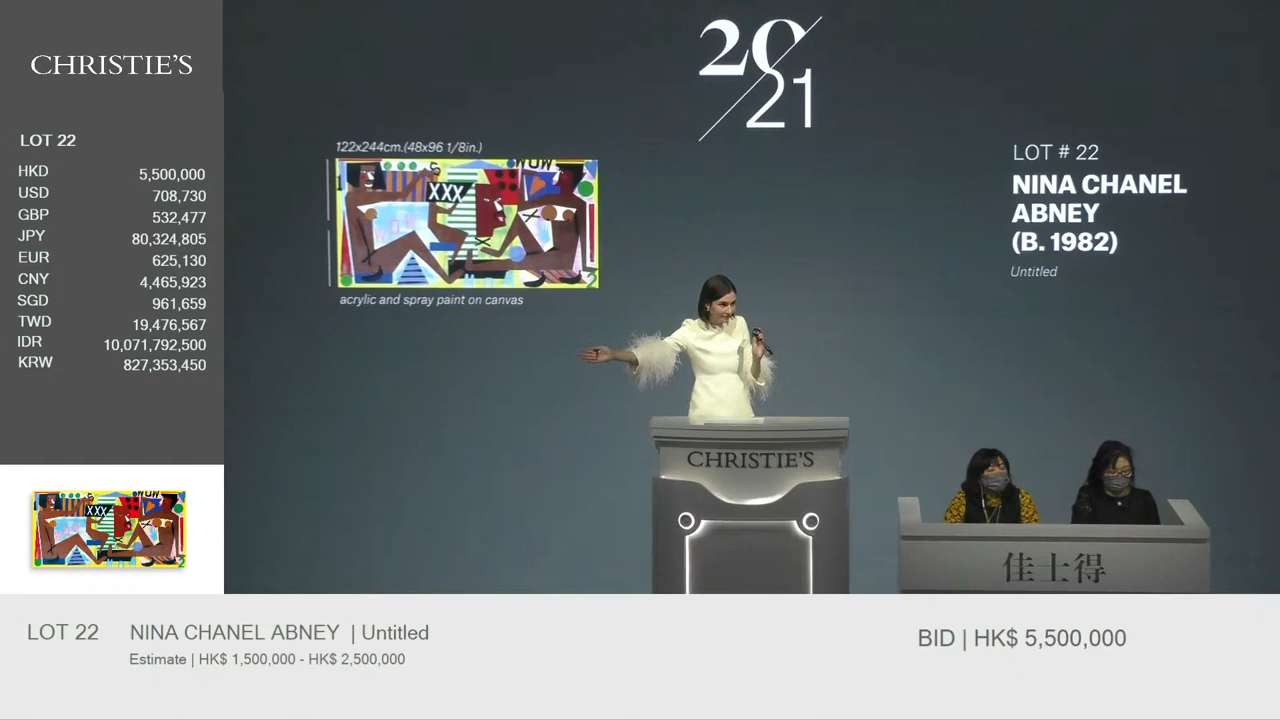 CHRISTIE'S
LOT 22
HKD 5,500,000
USD 708,730
GBP 532,477
JPY 80,324,805
EUR 625,130
CNY 4,465,923
SGD 961,659
TWD 19,476,567
IDR 10,071,792,500
KRW 827,353,450
20/21
122x244cm.(48x96 1/8in.)
WOW
XXX
acrylic and spray paint on canvas
LOT # 22
NINA CHANEL
ABNEY
(B. 1982)
Untitled
CHRISTIE'S
佳士得
WOW
XXX
LOT 22 NINA CHANEL ABNEY | Untitled
Estimate | HK$ 1,500,000 - HK$ 2,500,000
BID | HK$ 5,500,000